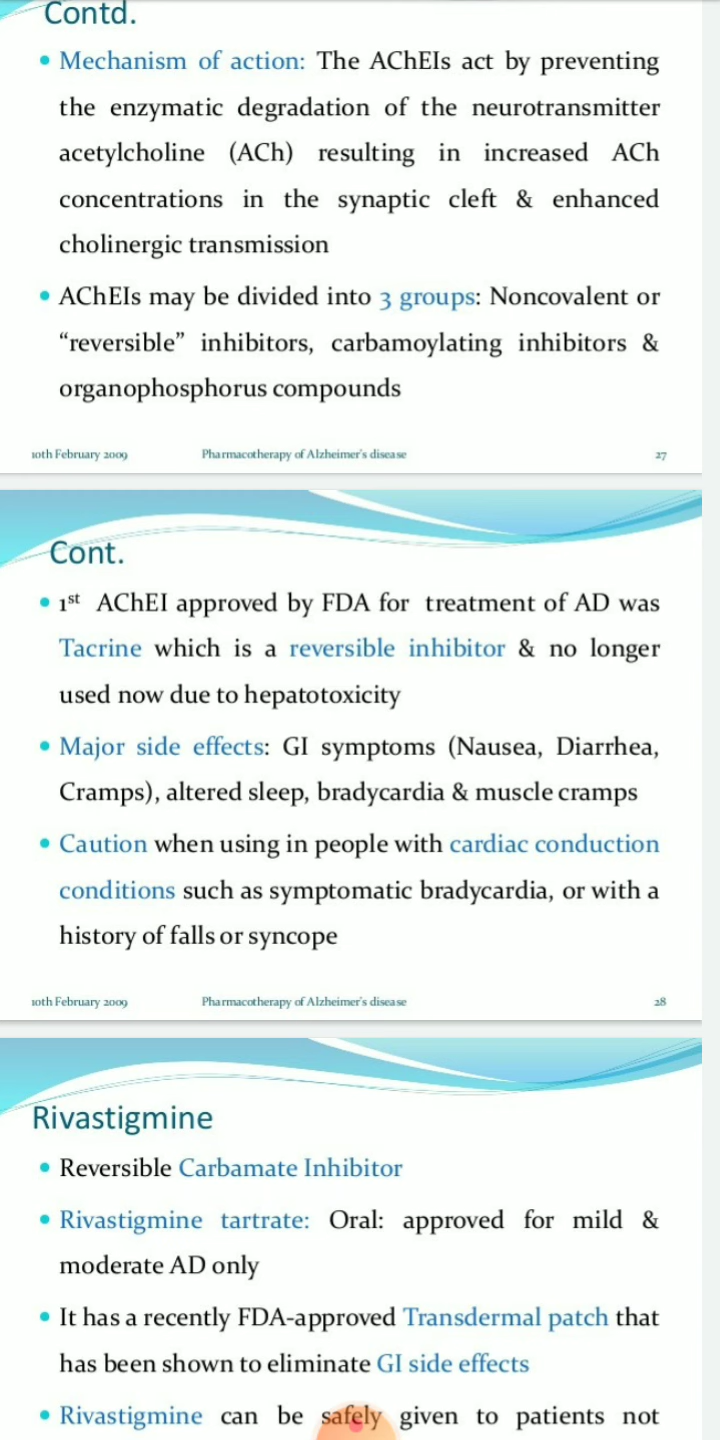 Contd.
• Mechanism of action: The AChEIs act by preventing
the enzymatic degradation of the neurotransmitter
acetylcholine (ACh) resulting in increased ACh
concentrations in the synaptic cleft & enhanced
cholinergic transmission
• AChEIs may be divided into 3 groups: Noncovalent or
“reversible” inhibitors, carbamoylating inhibitors &
organophosphorus compounds
10th February 2009 Pharmacotherapy of Alzheimer's disease 27
Cont.
• 1st AChEI approved by FDA for treatment of AD was
Tacrine which is a reversible inhibitor & no longer
used now due to hepatotoxicity
• Major side effects: GI symptoms (Nausea, Diarrhea,
Cramps), altered sleep, bradycardia & muscle cramps
• Caution when using in people with cardiac conduction
conditions such as symptomatic bradycardia, or with a
history of falls or syncope
10th February 2009 Pharmacotherapy of Alzheimer's disease 28
Rivastigmine
• Reversible Carbamate Inhibitor
• Rivastigmine tartrate: Oral: approved for mild &
moderate AD only
• It has a recently FDA-approved Transdermal patch that
has been shown to eliminate GI side effects
• Rivastigmine can be safely given to patients not